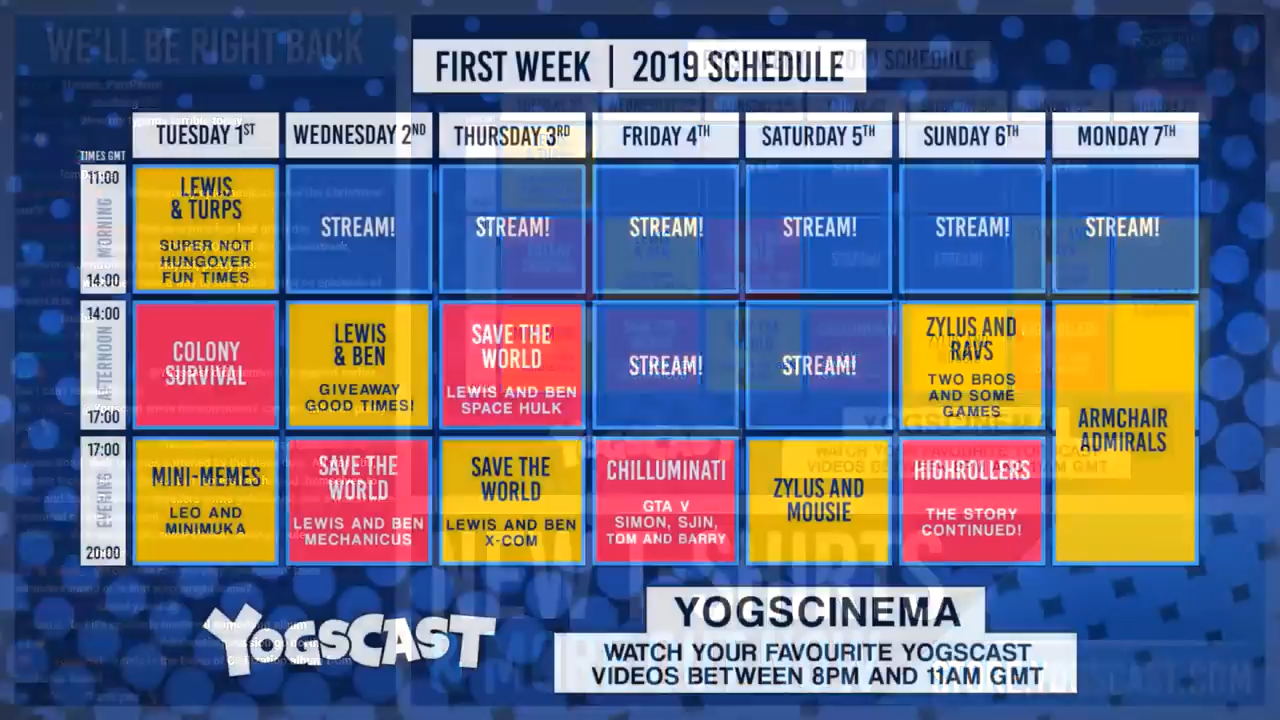 WE'LL BE RIGHT BACK
FIRST WEEK | 2019 SCHEDULE
TIMES GMT
TUESDAY 1ST
WEDNESDAY 2ND
THURSDAY 3RD
FRIDAY 4TH
SATURDAY 5TH
SUNDAY 6TH
MONDAY 7TH
11:00
MORNING
14:00
LEWIS
& TURPS
SUPER NOT
HUNGOVER
FUN TIMES
STREAM!
STREAM!
STREAM!
STREAM!
STREAM!
STREAM!
14:00
AFTERNOON
17:00
COLONY
SURVIVAL
LEWIS
& BEN
GIVEAWAY
GOOD TIMES!
SAVE THE
WORLD
LEWIS AND BEN
SPACE HULK
STREAM!
STREAM!
ZYLUS AND
RAVS
TWO BROS
AND SOME
GAMES
ARMCHAIR
ADMIRALS
17:00
EVENING
20:00
MINI-MEMES
LEO AND
MINIMUKA
SAVE THE
WORLD
LEWIS AND BEN
MECHANICUS
SAVE THE
WORLD
LEWIS AND BEN
X-COM
CHILLUMINATI
GTA V
SIMON, SJIN,
TOM AND BARRY
ZYLUS AND
MOUSIE
HIGHROLLERS
THE STORY
CONTINUED!
NEW T-SHIRTS
YOGSCAST
YOGSCINEMA
WATCH YOUR FAVOURITE YOGSCAST
VIDEOS BETWEEN 8PM AND 11AM GMT